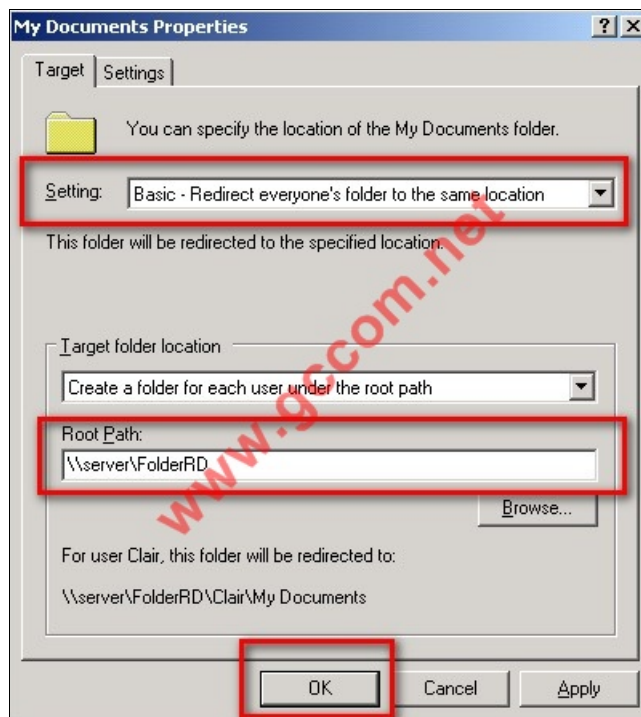 My Documents Properties
Target Settings
You can specify the location of the My Documents folder.
Setting: Basic - Redirect everyone's folder to the same location
This folder will be redirected to the specified location.
Target folder location
Create a folder for each user under the root path
Root Path:
\\server\FolderRD
Browse...
For user Clair, this folder will be redirected to:
\\server\FolderRD\Clair\My Documents
OK Cancel Apply
www.gccom.net